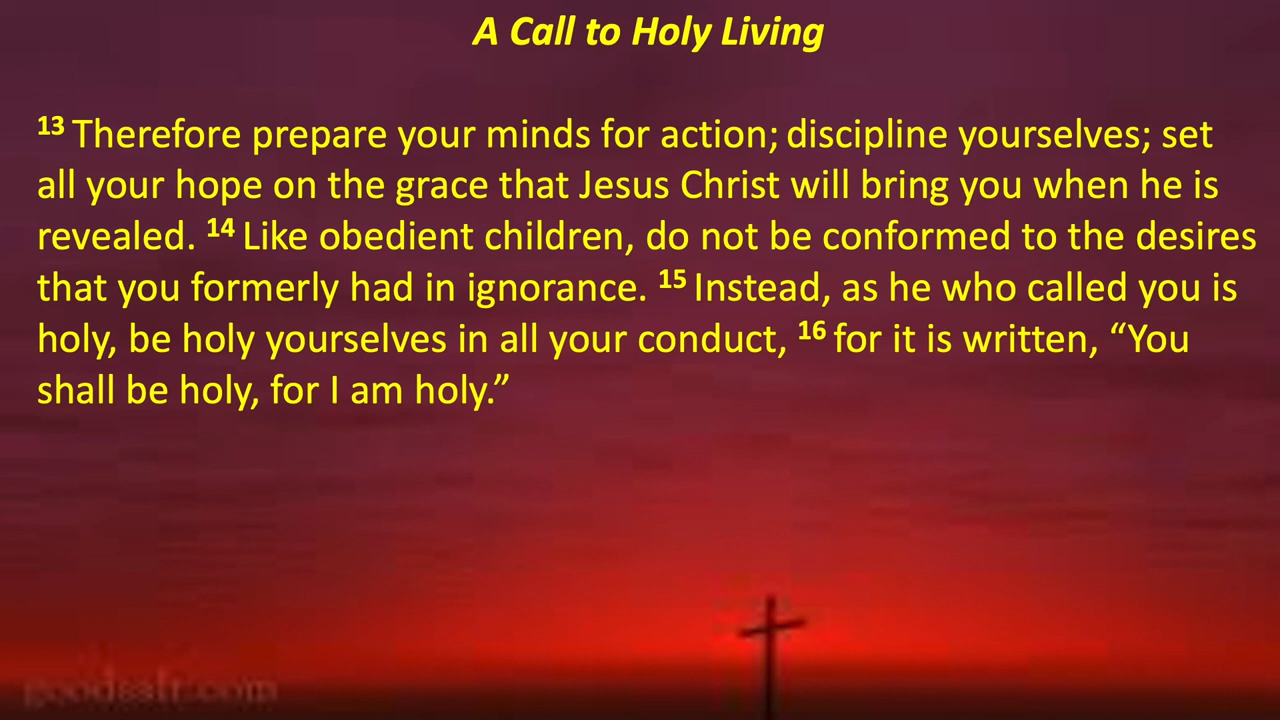 A Call to Holy Living
13 Therefore prepare your minds for action; discipline yourselves; set
all your hope on the grace that Jesus Christ will bring you when he is
revealed. 14 Like obedient children, do not be conformed to the desires
that you formerly had in ignorance. 15 Instead, as he who called you is
holy, be holy yourselves in all your conduct, 16 for it is written, “You
shall be holy, for I am holy.”
goodsalt.com